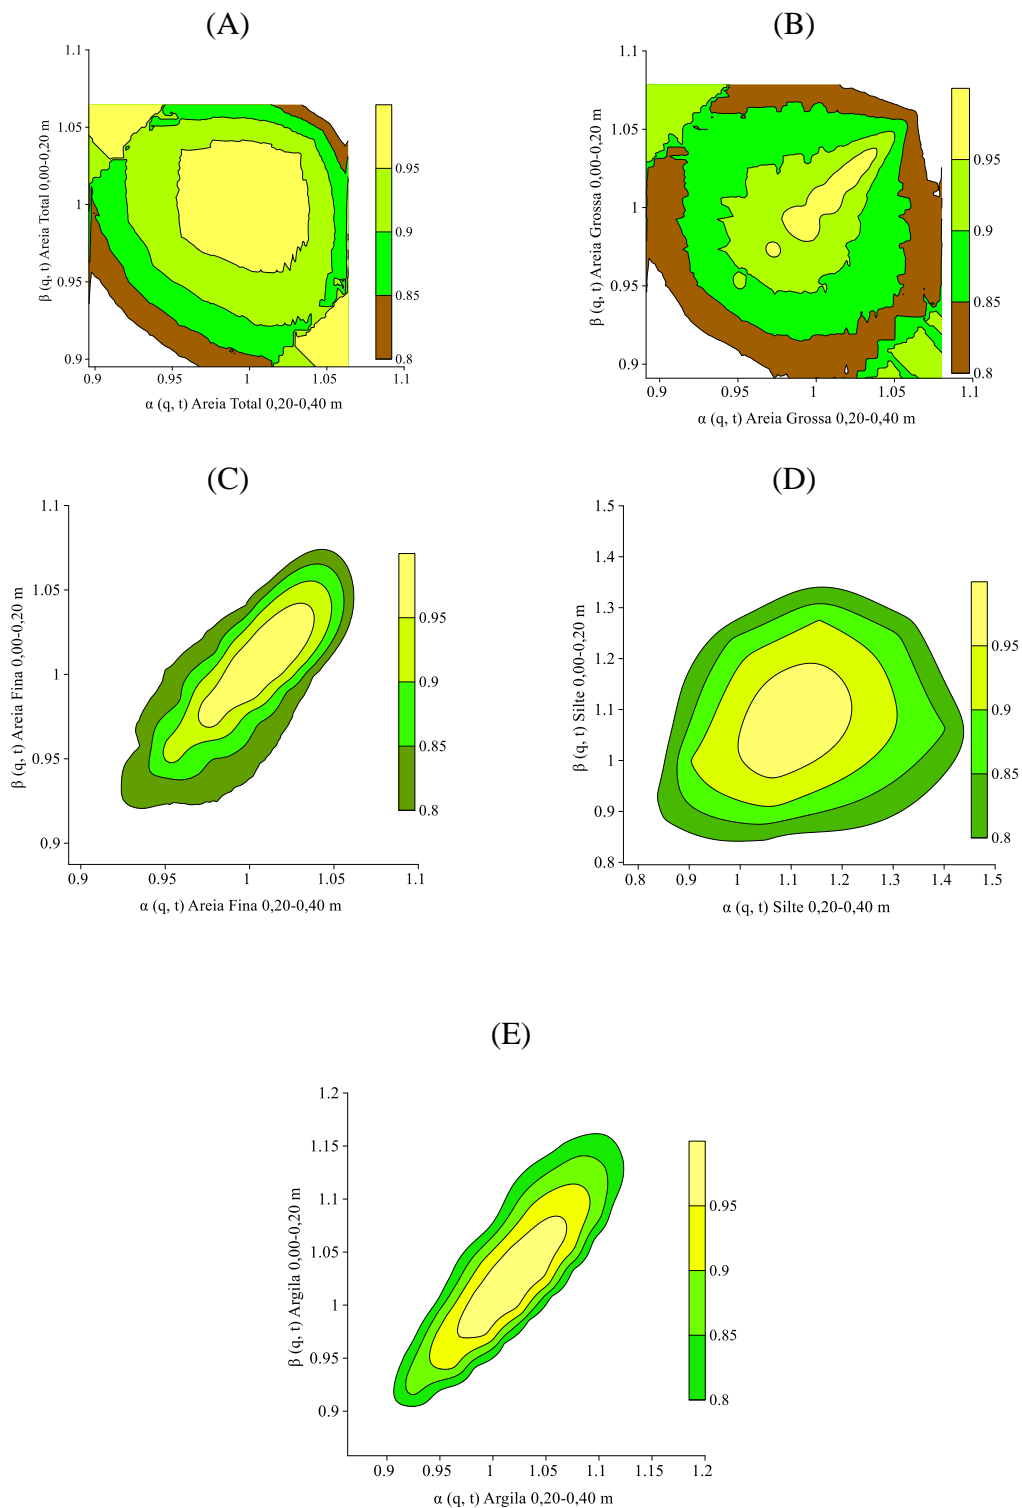 (A)
1.1
1.05
1
0.95
0.9
β (q, t) Areia Total 0,00-0,20 m
0.9 0.95 1 1.05 1.1
α (q, t) Areia Total 0,20-0,40 m
0.95
0.9
0.85
0.8
(B)
1.1
1.05
1
0.95
0.9
β (q, t) Areia Grossa 0,00-0,20 m
0.9 0.95 1 1.05 1.1
α (q, t) Areia Grossa 0,20-0,40 m
0.95
0.9
0.85
0.8
(C)
1.1
1.05
1
0.95
0.9
β (q, t) Areia Fina 0,00-0,20 m
0.9 0.95 1 1.05 1.1
α (q, t) Areia Fina 0,20-0,40 m
0.95
0.9
0.85
0.8
(D)
1.5
1.4
1.3
1.2
1.1
1
0.9
0.8
β (q, t) Silte 0,00-0,20 m
0.8 0.9 1 1.1 1.2 1.3 1.4 1.5
α (q, t) Silte 0,20-0,40 m
0.95
0.9
0.85
0.8
(E)
1.2
1.15
1.1
1.05
1
0.95
0.9
β (q, t) Argila 0,00-0,20 m
0.9 0.95 1 1.05 1.1 1.15 1.2
α (q, t) Argila 0,20-0,40 m
0.95
0.9
0.85
0.8